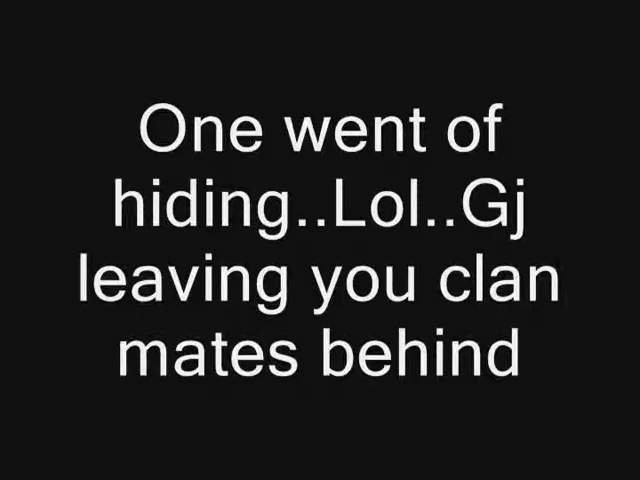 One went of
hiding..Lol..Gj
leaving you clan
mates behind